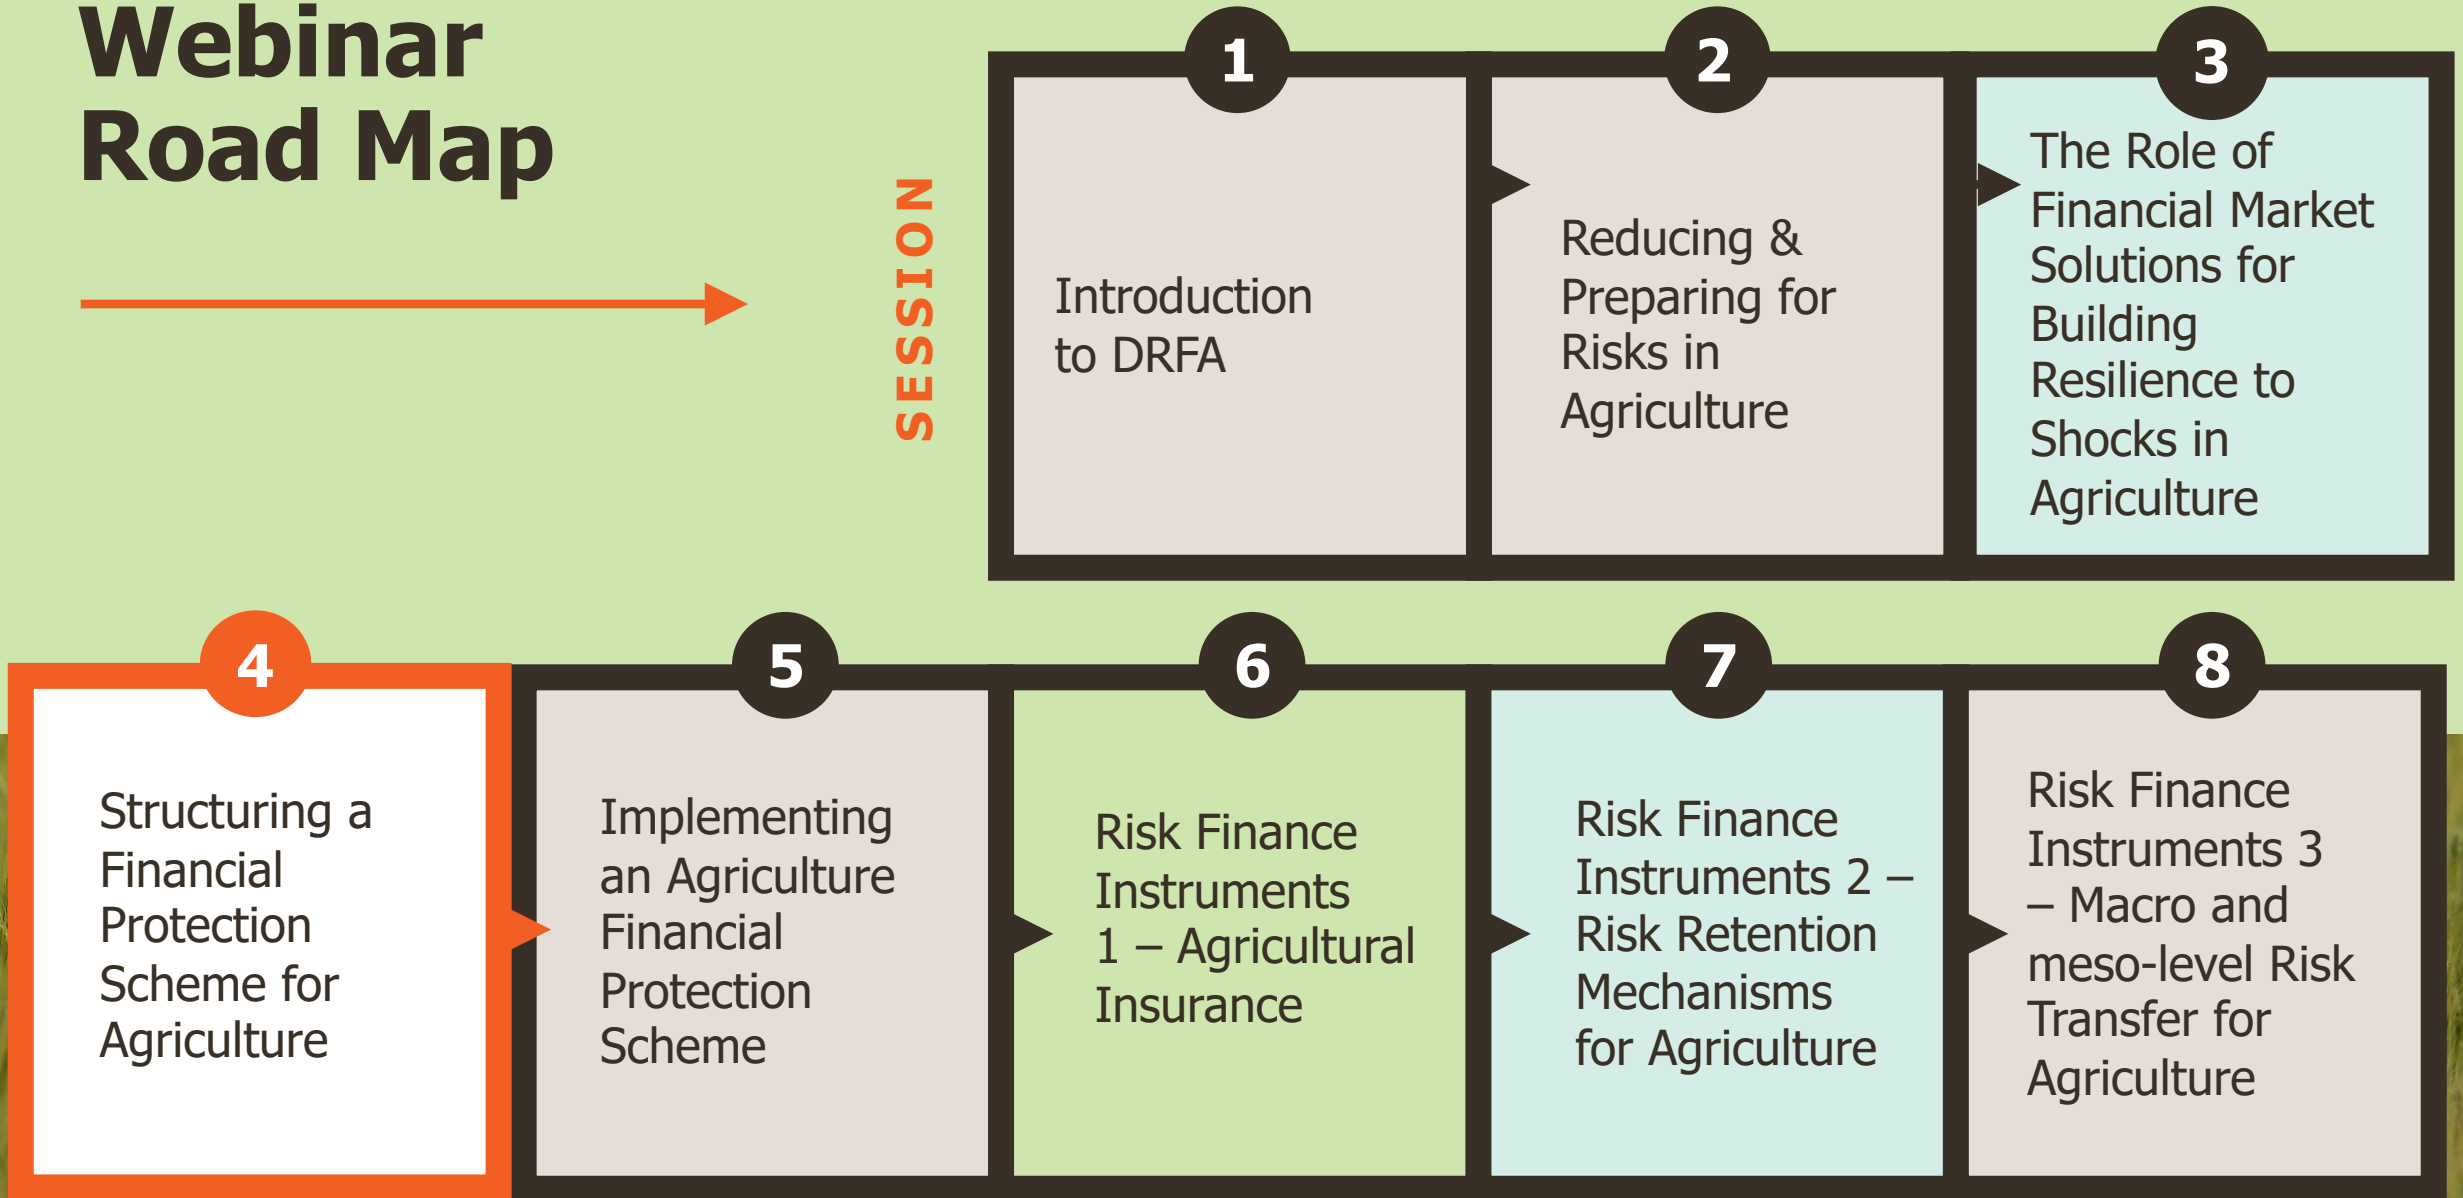 Webinar
Road Map
SESSION
1
Introduction
to DRFA
2
Reducing &
Preparing for
Risks in
Agriculture
3
The Role of
Financial Market
Solutions for
Building
Resilience to
Shocks in
Agriculture
4
Structuring a
Financial
Protection
Scheme for
Agriculture
5
Implementing
an Agriculture
Financial
Protection
Scheme
6
Risk Finance
Instruments
1 – Agricultural
Insurance
7
Risk Finance
Instruments 2 –
Risk Retention
Mechanisms
for Agriculture
8
Risk Finance
Instruments 3
– Macro and
meso-level Risk
Transfer for
Agriculture